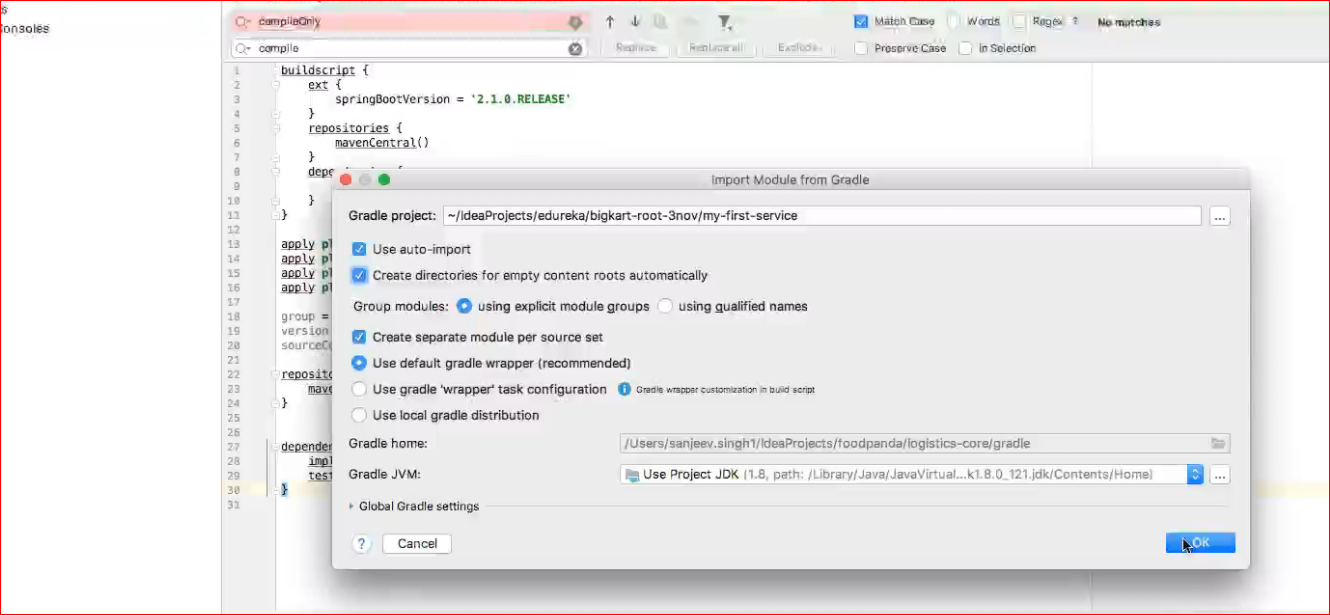 s
onsoles
compileOnly
Match Case Words Regex ? No matches
compile
Replace Replace all Exclude Preserve Case In Selection
1 buildscript {
2 ext {
3 springBootVersion = '2.1.0.RELEASE'
4 }
5 repositories {
6 mavenCentral()
7 }
8
9
10 }
11 }
12
13 apply
14 apply
15 apply
16 apply
17
18 group =
19 version
20
21
22
23
24 }
25
26
27
28
29
30 }
31
Import Module from Gradle
Gradle project: ~/IdeaProjects/edureka/bigkart-root-3nov/my-first-service ...
Use auto-import
Create directories for empty content roots automatically
Group modules: using explicit module groups using qualified names
Create separate module per source set
Use default gradle wrapper (recommended)
Use gradle 'wrapper' task configuration Gradle wrapper customization in build script
Use local gradle distribution
Gradle home: /Users/sanjeev.singh1/IdeaProjects/foodpanda/logistics-core/gradle
Gradle JVM: Use Project JDK (1.8, path: /Library/Java/JavaVirtual...k1.8.0_121.jdk/Contents/Home) ...
Global Gradle settings
? Cancel OK